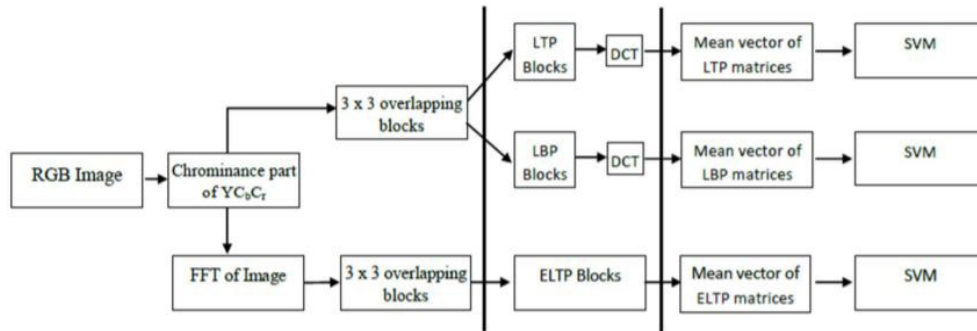 RGB Image
Chrominance part
of YCbCr
3 x 3 overlapping
blocks
LTP
Blocks
DCT
Mean vector of
LTP matrices
SVM
LBP
Blocks
DCT
Mean vector of
LBP matrices
SVM
FFT of Image
3 x 3 overlapping
blocks
ELTP Blocks
Mean vector of
ELTP matrices
SVM